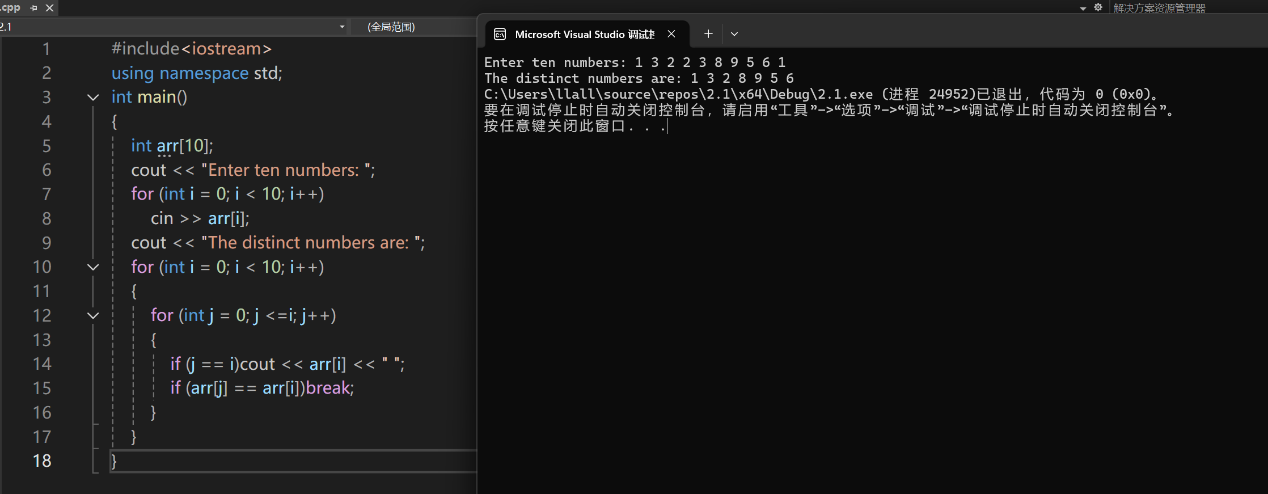 .cpp
解决方案资源管理器
2.1
(全局范围)
1 #include<iostream>
2 using namespace std;
3 int main()
4 {
5 int arr[10];
6 cout << "Enter ten numbers: ";
7 for (int i = 0; i < 10; i++)
8 cin >> arr[i];
9 cout << "The distinct numbers are: ";
10 for (int i = 0; i < 10; i++)
11 {
12 for (int j = 0; j <=i; j++)
13 {
14 if (j == i)cout << arr[i] << " ";
15 if (arr[j] == arr[i])break;
16 }
17 }
18 }
Microsoft Visual Studio 调试
Enter ten numbers: 1 3 2 2 3 8 9 5 6 1
The distinct numbers are: 1 3 2 8 9 5 6
C:\Users\llall\source\repos\2.1\x64\Debug\2.1.exe (进程 24952)已退出，代码为 0 (0x0)。
要在调试停止时自动关闭控制台，请启用“工具”->“选项”->“调试”->“调试停止时自动关闭控制台”。
按任意键关闭此窗口. . .